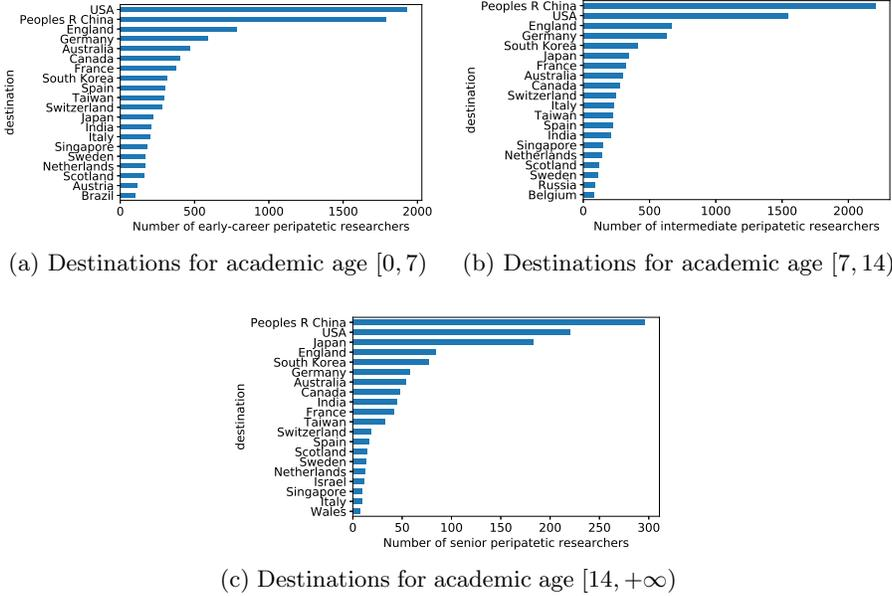 USA
Peoples R China
England
Germany
Australia
Canada
France
South Korea
Spain
Taiwan
Switzerland
Japan
India
Italy
Singapore
Sweden
Netherlands
Scotland
Austria
Brazil
destination
0 500 1000 1500 2000
Number of early-career peripatetic researchers
(a) Destinations for academic age [0, 7)
Peoples R China
USA
England
Germany
South Korea
Japan
France
Australia
Canada
Switzerland
Italy
Taiwan
Spain
India
Singapore
Netherlands
Scotland
Sweden
Russia
Belgium
destination
0 500 1000 1500 2000
Number of intermediate peripatetic researchers
(b) Destinations for academic age [7, 14)
Peoples R China
USA
Japan
England
South Korea
Germany
Australia
Canada
India
France
Taiwan
Switzerland
Spain
Scotland
Sweden
Netherlands
Israel
Singapore
Italy
Wales
destination
0 50 100 150 200 250 300
Number of senior peripatetic researchers
(c) Destinations for academic age [14, +∞)